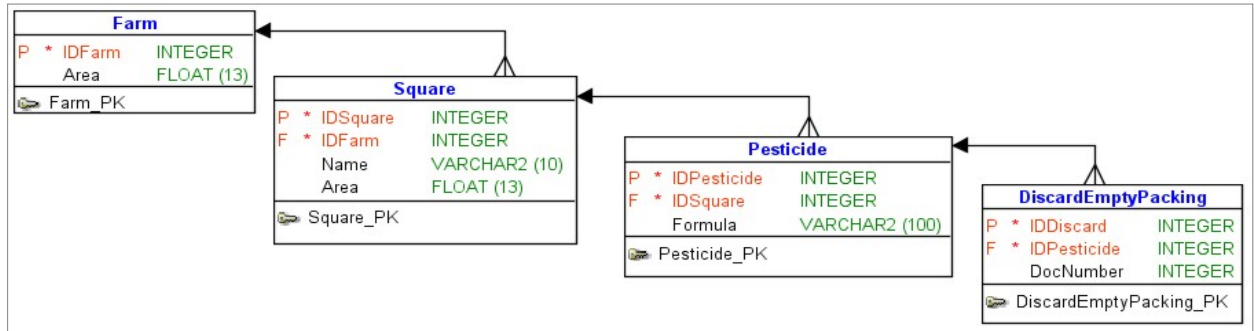 Farm
P * IDFarm INTEGER
Area FLOAT (13)
Farm_PK
Square
P * IDSquare INTEGER
F * IDFarm INTEGER
Name VARCHAR2 (10)
Area FLOAT (13)
Square_PK
Pesticide
P * IDPesticide INTEGER
F * IDSquare INTEGER
Formula VARCHAR2 (100)
Pesticide_PK
DiscardEmptyPacking
P * IDDiscard INTEGER
F * IDPesticide INTEGER
DocNumber INTEGER
DiscardEmptyPacking_PK